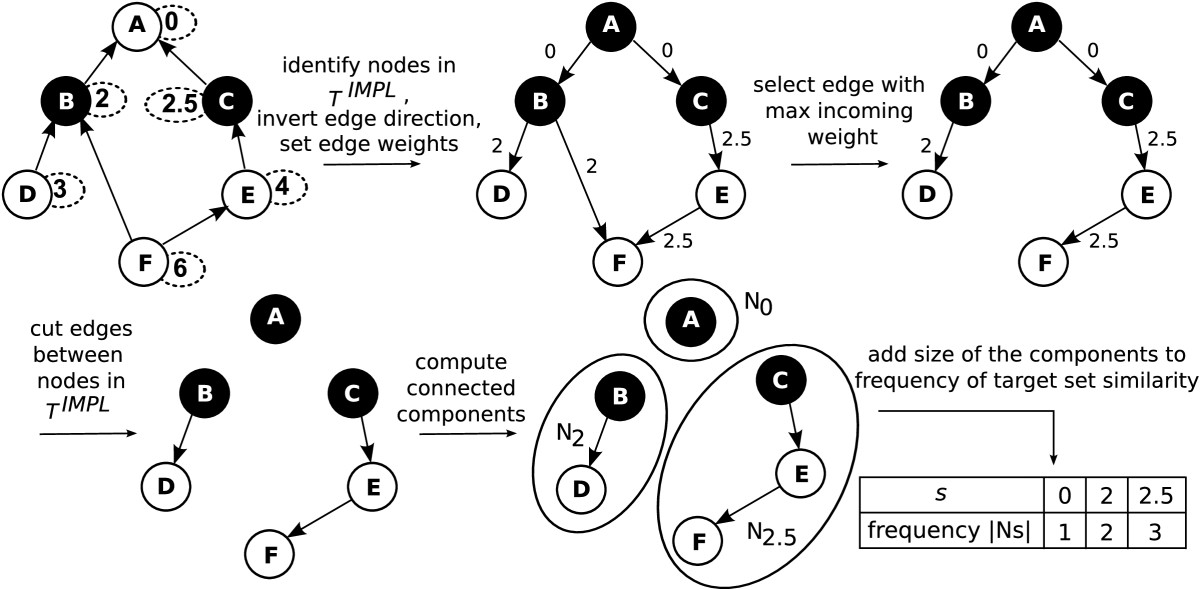 A 0
B 2
2.5 C
D 3
E 4
F 6
identify nodes in
T IMPL ,
invert edge direction,
set edge weights
A
0 0
B C
2 2 2.5
D E
F 2.5
select edge with
max incoming
weight
A
0 0
B C
2 2.5
D E
F 2.5
cut edges
between
nodes in
T IMPL
A
B C
D E
F
compute
connected
components
A N0
B C
N2
D E
F N2.5
add size of the components to
frequency of target set similarity
s 0 2 2.5
frequency |Ns| 1 2 3